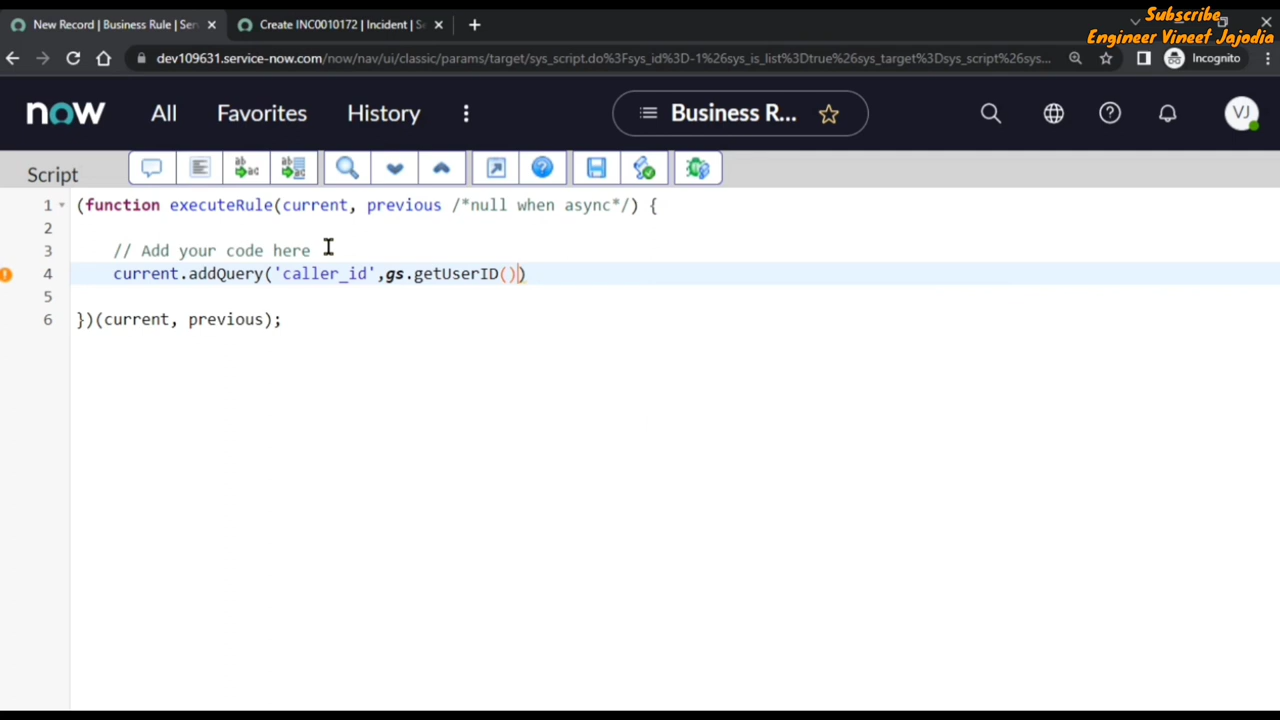 New Record | Business Rule | Ser
Create INC0010172 | Incident | Se
Subscribe
Engineer Vineet Jajodia
dev109631.service-now.com/now/nav/ui/classic/params/target/sys_script.do%3Fsys_id%3D-1%26sys_is_list%3Dtrue%26sys_target%3Dsys_script%26sys...
Incognito
now
All
Favorites
History
Business R...
VJ
Script
1 (function executeRule(current, previous /*null when async*/) {
2
3 // Add your code here
4 current.addQuery('caller_id',gs.getUserID())
5
6 })(current, previous);